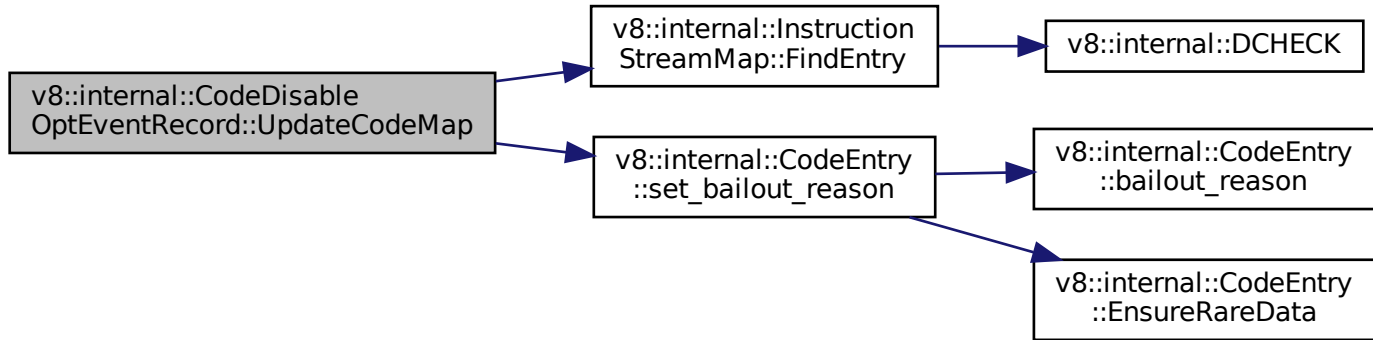 v8::internal::CodeDisable
OptEventRecord::UpdateCodeMap
v8::internal::Instruction
StreamMap::FindEntry
v8::internal::DCHECK
v8::internal::CodeEntry
::set_bailout_reason
v8::internal::CodeEntry
::bailout_reason
v8::internal::CodeEntry
::EnsureRareData